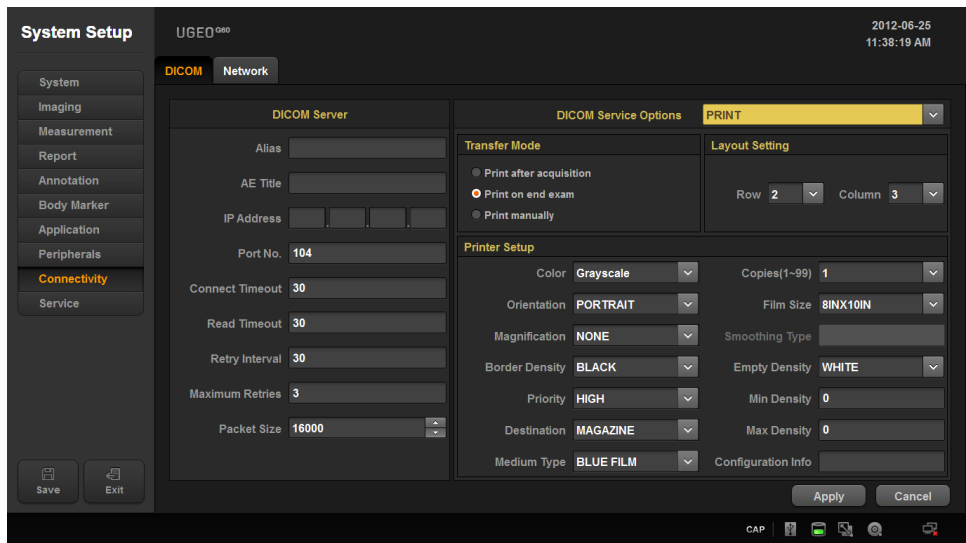 System Setup
UGEO G60
2012-06-25
11:38:19 AM
DICOM
Network
System
Imaging
Measurement
Report
Annotation
Body Marker
Application
Peripherals
Connectivity
Service
Save
Exit
DICOM Server
Alias
AE Title
IP Address . . .
Port No. 104
Connect Timeout 30
Read Timeout 30
Retry Interval 30
Maximum Retries 3
Packet Size 16000
DICOM Service Options PRINT
Transfer Mode
Print after acquisition
Print on end exam
Print manually
Layout Setting
Row 2 Column 3
Printer Setup
Color Grayscale Copies(1~99) 1
Orientation PORTRAIT Film Size 8INX10IN
Magnification NONE Smoothing Type
Border Density BLACK Empty Density WHITE
Priority HIGH Min Density 0
Destination MAGAZINE Max Density 0
Medium Type BLUE FILM Configuration Info
Apply Cancel
CAP